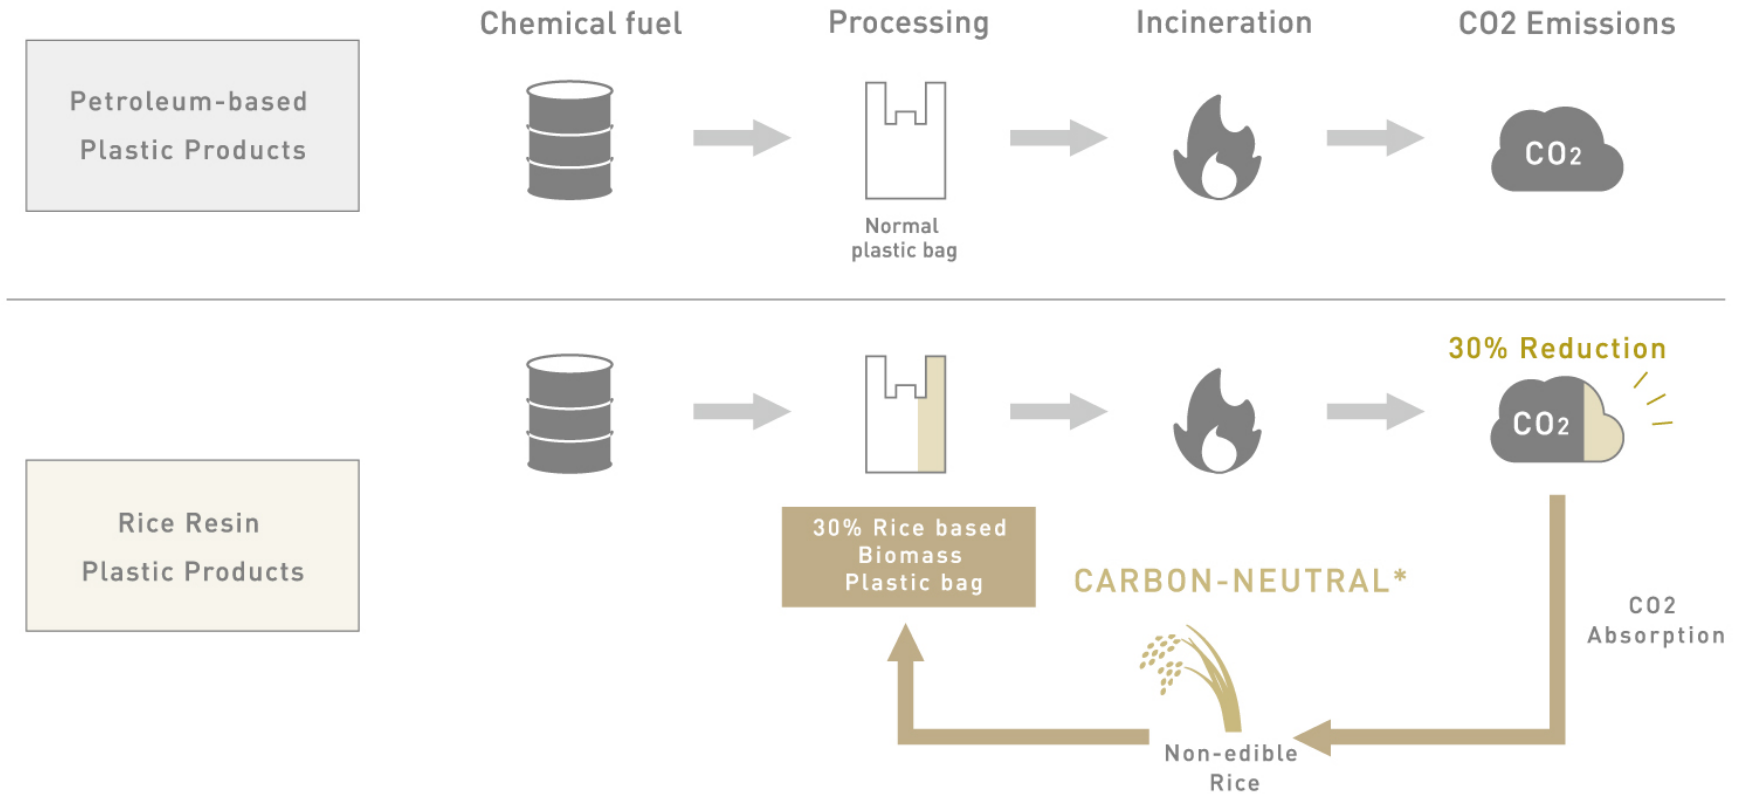 Chemical fuel
Processing
Incineration
CO2 Emissions
Petroleum-based
Plastic Products
CO2
Normal
plastic bag
30% Reduction
CO2
Rice Resin
Plastic Products
30% Rice based
Biomass
Plastic bag
CARBON-NEUTRAL*
CO2
Absorption
Non-edible
Rice